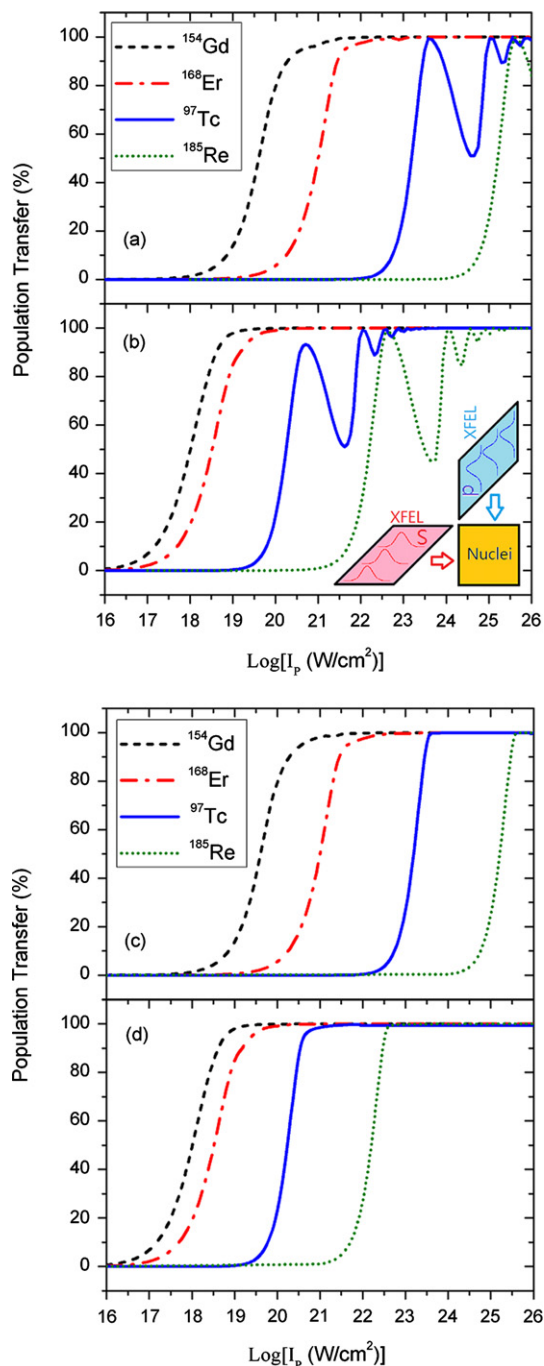 100
80
60
40
20
0
Population Transfer (%)
154Gd
168Er
97Tc
185Re
(a)
100
80
60
40
20
0
(b)
XFEL
p
XFEL
S
Nuclei
16 17 18 19 20 21 22 23 24 25 26
Log[IP (W/cm2)]
100
80
60
40
20
0
Population Transfer (%)
154Gd
168Er
97Tc
185Re
(c)
100
80
60
40
20
0
(d)
16 17 18 19 20 21 22 23 24 25 26
Log[IP (W/cm2)]